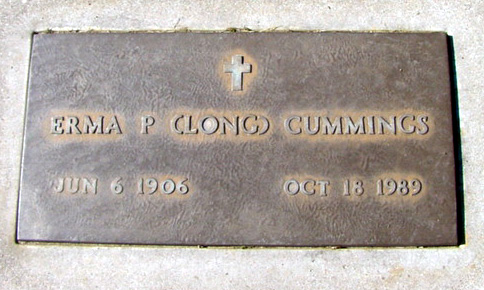 ERMA P (LONG) CUMMINGS
JUN 6 1906 OCT 18 1989